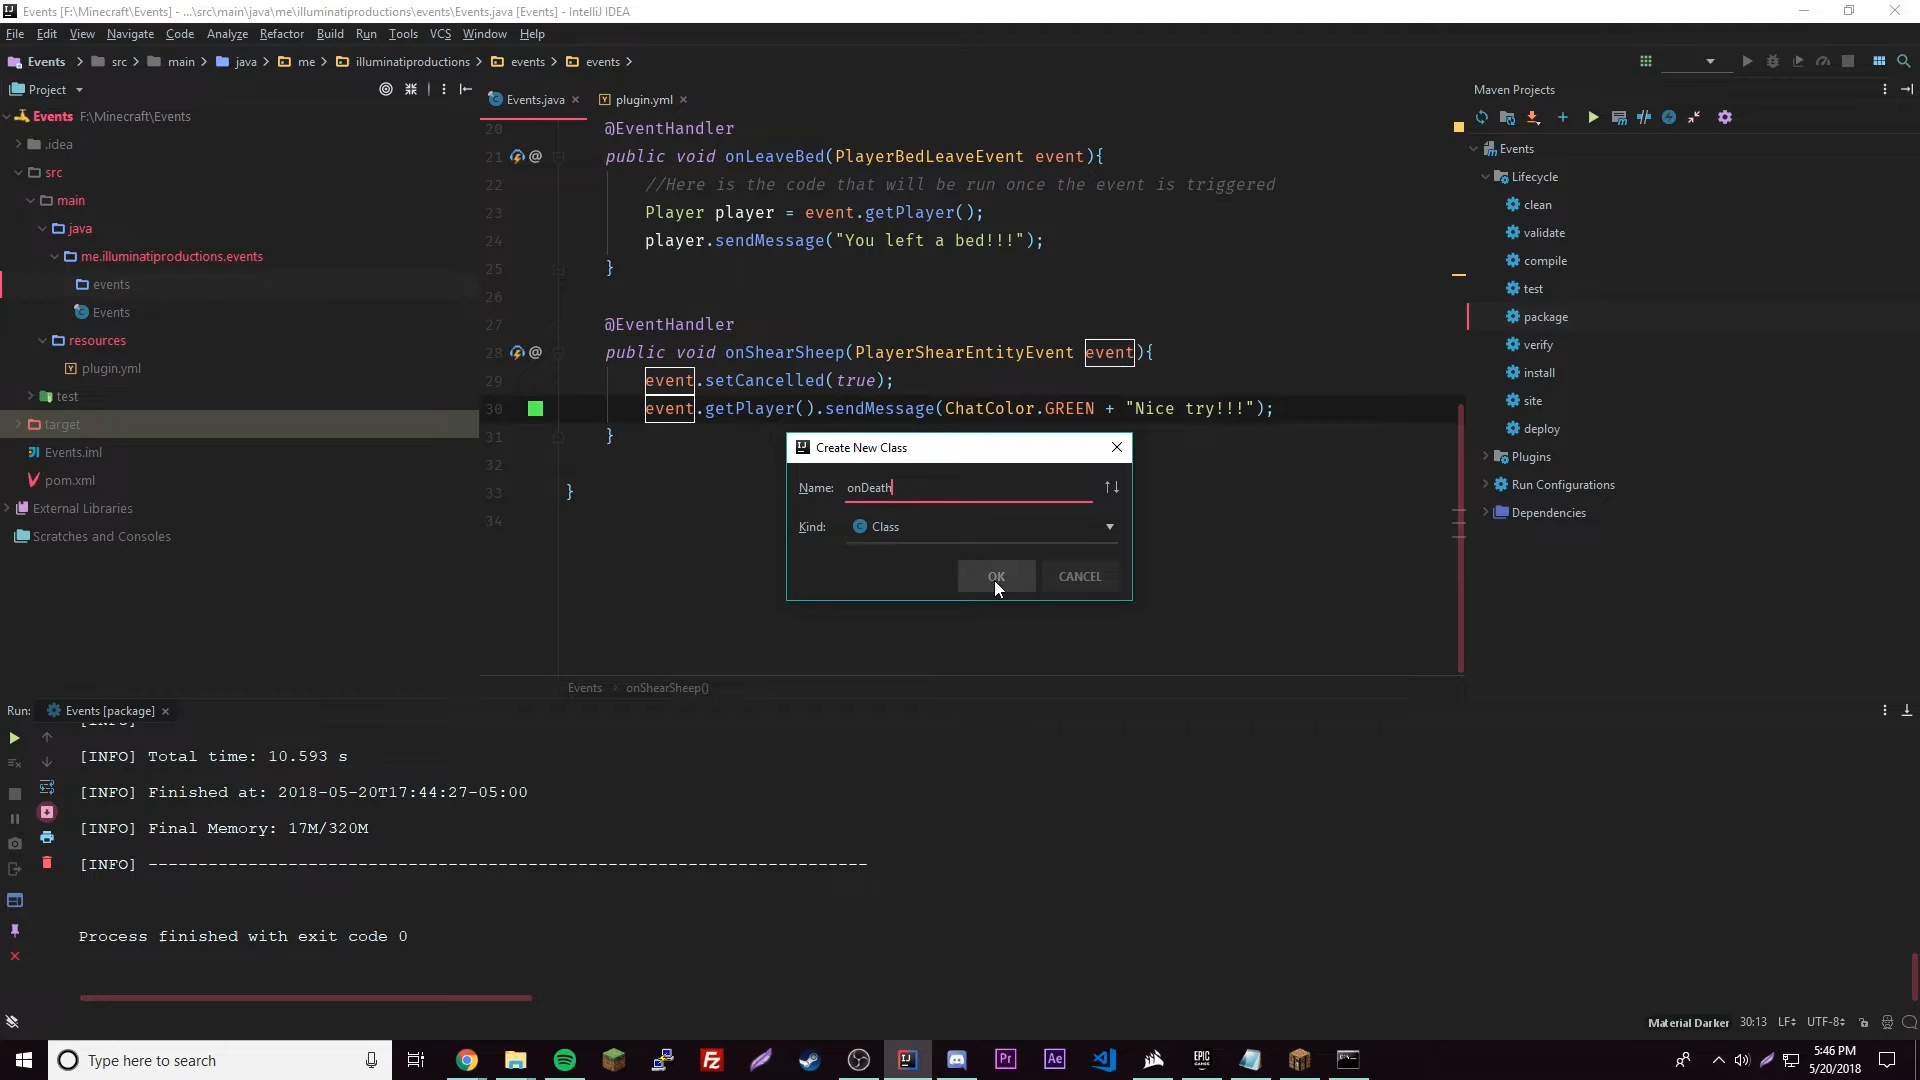 Events [F:\Minecraft\Events] - ...\src\main\java\me\illuminatiproductions\events\Events.java [Events] - IntelliJ IDEA
File Edit View Navigate Code Analyze Refactor Build Run Tools VCS Window Help
Events src main java me illuminatiproductions events events
Project
Events F:\Minecraft\Events
.idea
src
main
java
me.illuminatiproductions.events
events
Events
resources
plugin.yml
test
target
Events.iml
pom.xml
External Libraries
Scratches and Consoles
Events.java plugin.yml
20 @EventHandler
21 @ public void onLeaveBed(PlayerBedLeaveEvent event){
22 //Here is the code that will be run once the event is triggered
23 Player player = event.getPlayer();
24 player.sendMessage("You left a bed!!!");
25 }
26
27 @EventHandler
28 @ public void onShearSheep(PlayerShearEntityEvent event){
29 event.setCancelled(true);
30 event.getPlayer().sendMessage(ChatColor.GREEN + "Nice try!!!");
31 }
32
33 }
34
Create New Class
Name: onDeath
Kind: Class
OK CANCEL
Events onShearSheep()
Maven Projects
Events
Lifecycle
clean
validate
compile
test
package
verify
install
site
deploy
Plugins
Run Configurations
Dependencies
Run: Events [package]
[INFO] Total time: 10.593 s
[INFO] Finished at: 2018-05-20T17:44:27-05:00
[INFO] Final Memory: 17M/320M
[INFO] ------------------------------------------------------------------------
Process finished with exit code 0
Material Darker 30:13 LF UTF-8
Type here to search
5:46 PM
5/20/2018